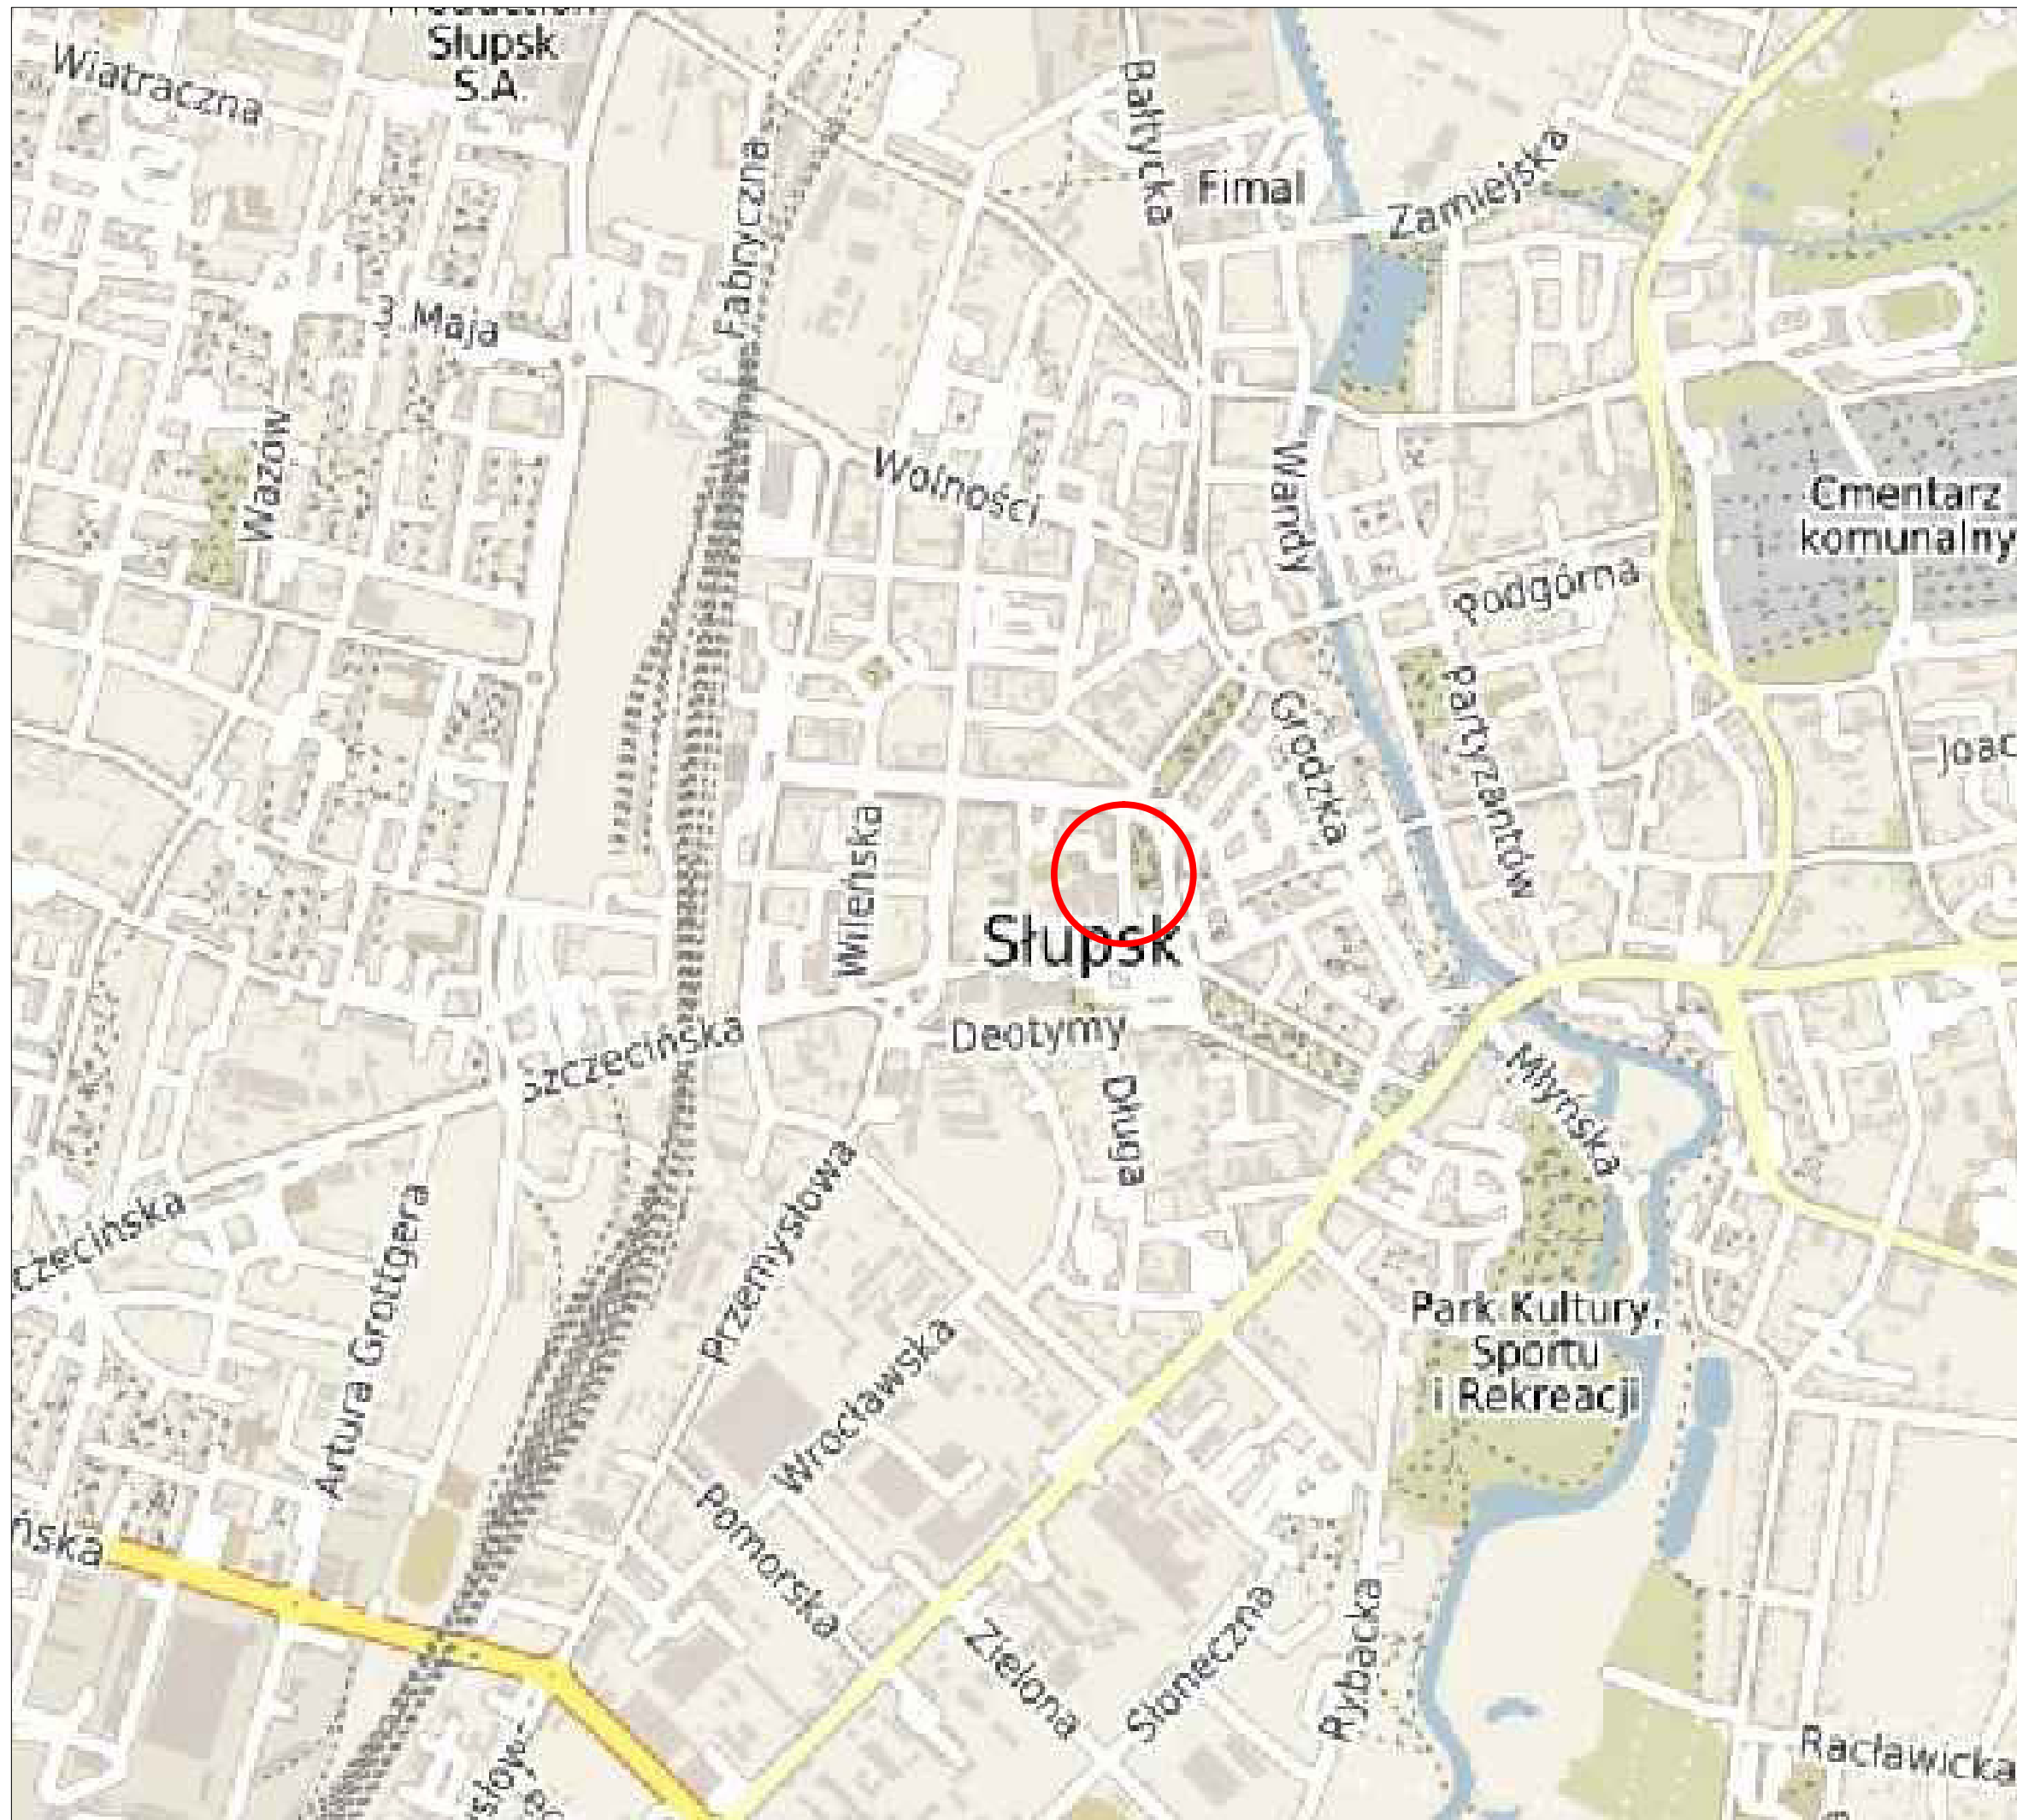 Słupsk
S.A.
Wiatraczna
Bałtycka
Fabryczna
Fimal
Zamiejska
3 Maja
Wazów
Wolności
Wandy
Cmentarz
komunalny
Podgórna
Partyzantów
Grodzka
Joac
Wileńska
Słupsk
Deotymy
Szczecińska
Długa
Młyńska
Przemysłowa
czecińska
Artura Grottgera
Park Kultury,
Sportu
i Rekreacji
Wrocławska
Pomorska
ńska
Zielona
Słoneczna
Rybacka
Racławicka